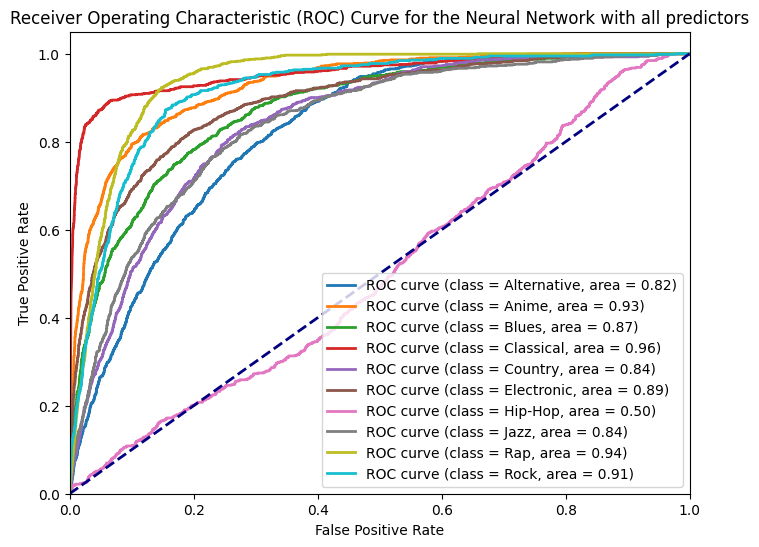 Receiver Operating Characteristic (ROC) Curve for the Neural Network with all predictors
1.0
0.8
0.6
0.4
0.2
0.0
True Positive Rate
ROC curve (class = Alternative, area = 0.82)
ROC curve (class = Anime, area = 0.93)
ROC curve (class = Blues, area = 0.87)
ROC curve (class = Classical, area = 0.96)
ROC curve (class = Country, area = 0.84)
ROC curve (class = Electronic, area = 0.89)
ROC curve (class = Hip-Hop, area = 0.50)
ROC curve (class = Jazz, area = 0.84)
ROC curve (class = Rap, area = 0.94)
ROC curve (class = Rock, area = 0.91)
0.0 0.2 0.4 0.6 0.8 1.0
False Positive Rate